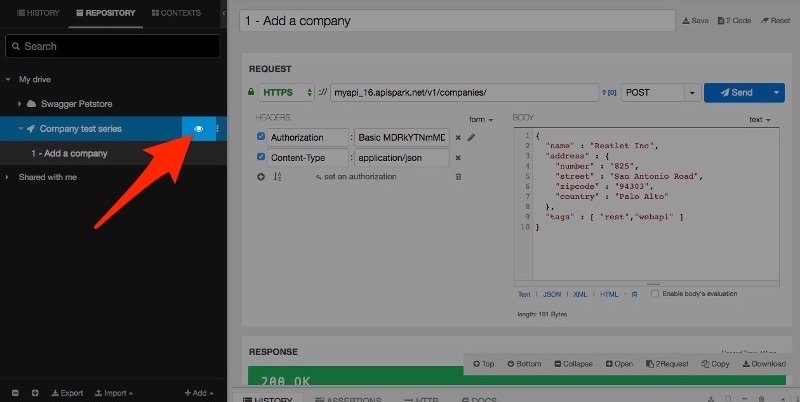 HISTORY REPOSITORY CONTEXTS
Search
My drive
Swagger Petstore
Company test series
1 - Add a company
Shared with me
Export Import Add
1 - Add a company
Save 2 Code Reset
REQUEST
HTTPS :// myapi_16.apispark.net/v1/companies/ ? [0] POST Send
HEADERS form
Authorization : Basic MDRkYTNmMD
Content-Type : application/json
set an authorization
BODY text
1 {
2 "name" : "Restlet Inc",
3 "address" : {
4 "number" : "825",
5 "street" : "San Antonio Road",
6 "zipcode" : "94303",
7 "country" : "Palo Alto"
8 },
9 "tags" : [ "rest","webapi" ]
10 }
Text JSON XML HTML Enable body's evaluation
length: 191 Bytes
RESPONSE
Top Bottom Collapse Open 2Request Copy Download
200 OK
HISTORY ASSERTIONS HTTP DOCS